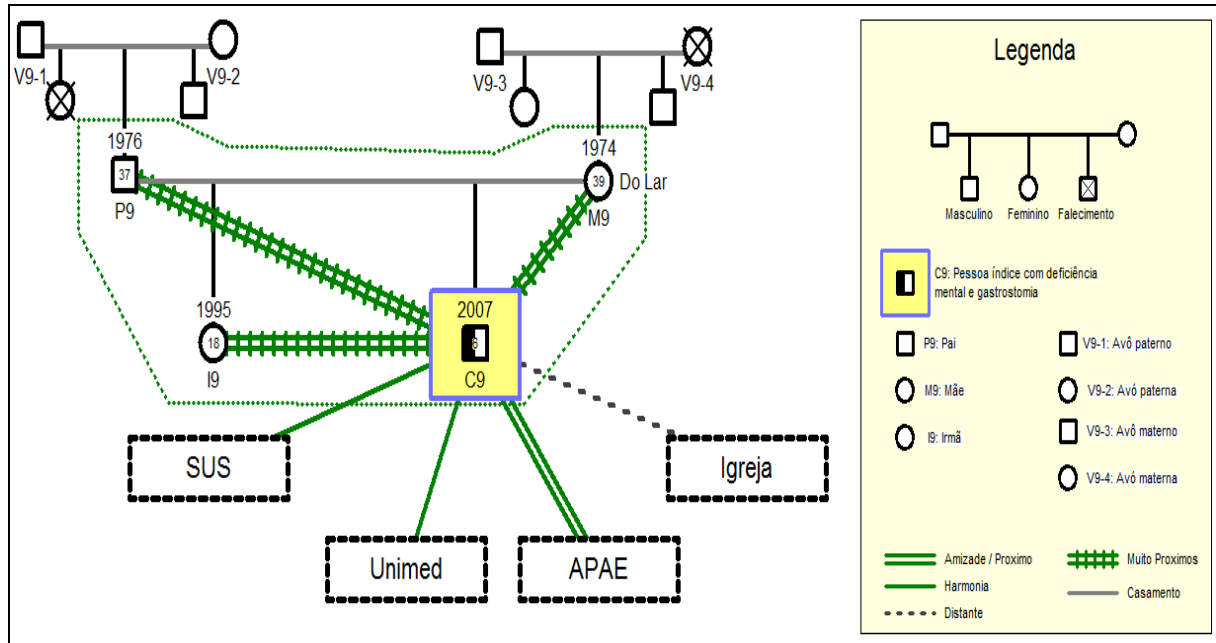 V9-1
V9-2
V9-3
V9-4
1976
37
P9
1974
39
Do Lar
M9
1995
18
I9
2007
6
C9
SUS
Igreja
Unimed
APAE
Legenda
Masculino
Feminino
Falecimento
C9: Pessoa índice com deficiência
mental e gastrostomia
P9: Pai
V9-1: Avô paterno
M9: Mãe
V9-2: Avó paterna
I9: Irmã
V9-3: Avô materno
V9-4: Avó materna
Amizade / Proximo
Muito Proximos
Harmonia
Casamento
Distante